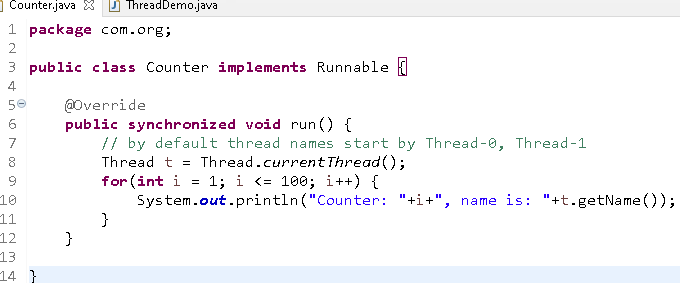 Counter.java ThreadDemo.java
1 package com.org;
2
3 public class Counter implements Runnable {
4
5 @Override
6 public synchronized void run() {
7 // by default thread names start by Thread-0, Thread-1
8 Thread t = Thread.currentThread();
9 for(int i = 1; i <= 100; i++) {
10 System.out.println("Counter: "+i+", name is: "+t.getName());
11 }
12 }
13
14 }